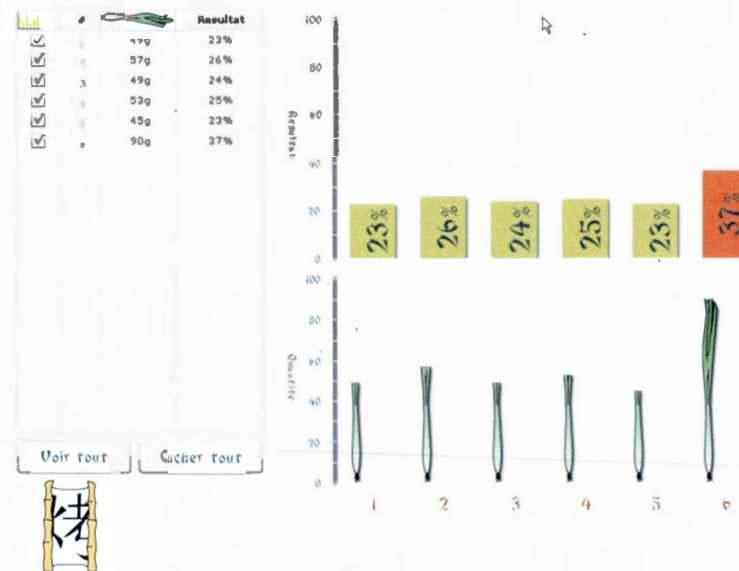 # Resultat
49g 23%
57g 26%
3 49g 24%
53g 25%
45g 23%
90g 37%
Voir tout Cacher tout
烤
Resultat
100
80
60
40
20
0
23% 26% 24% 25% 23% 37%
Quantite
100
80
60
40
20
0
1 2 3 4 5 6